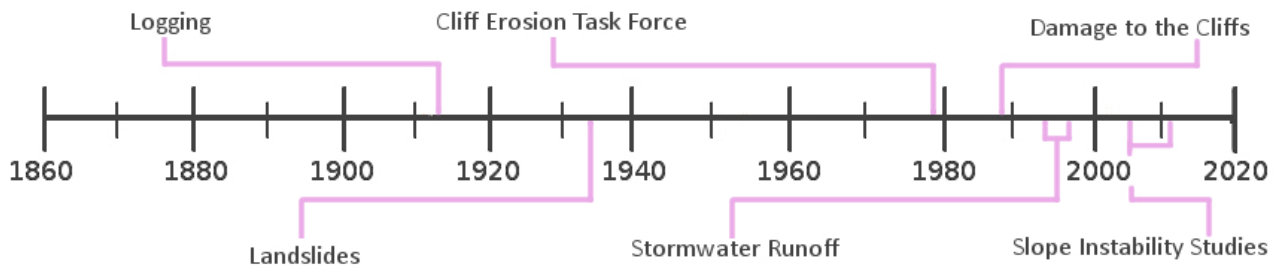 Logging
Cliff Erosion Task Force
Damage to the Cliffs
1860 1880 1900 1920 1940 1960 1980 2000 2020
Landslides
Stormwater Runoff
Slope Instability Studies